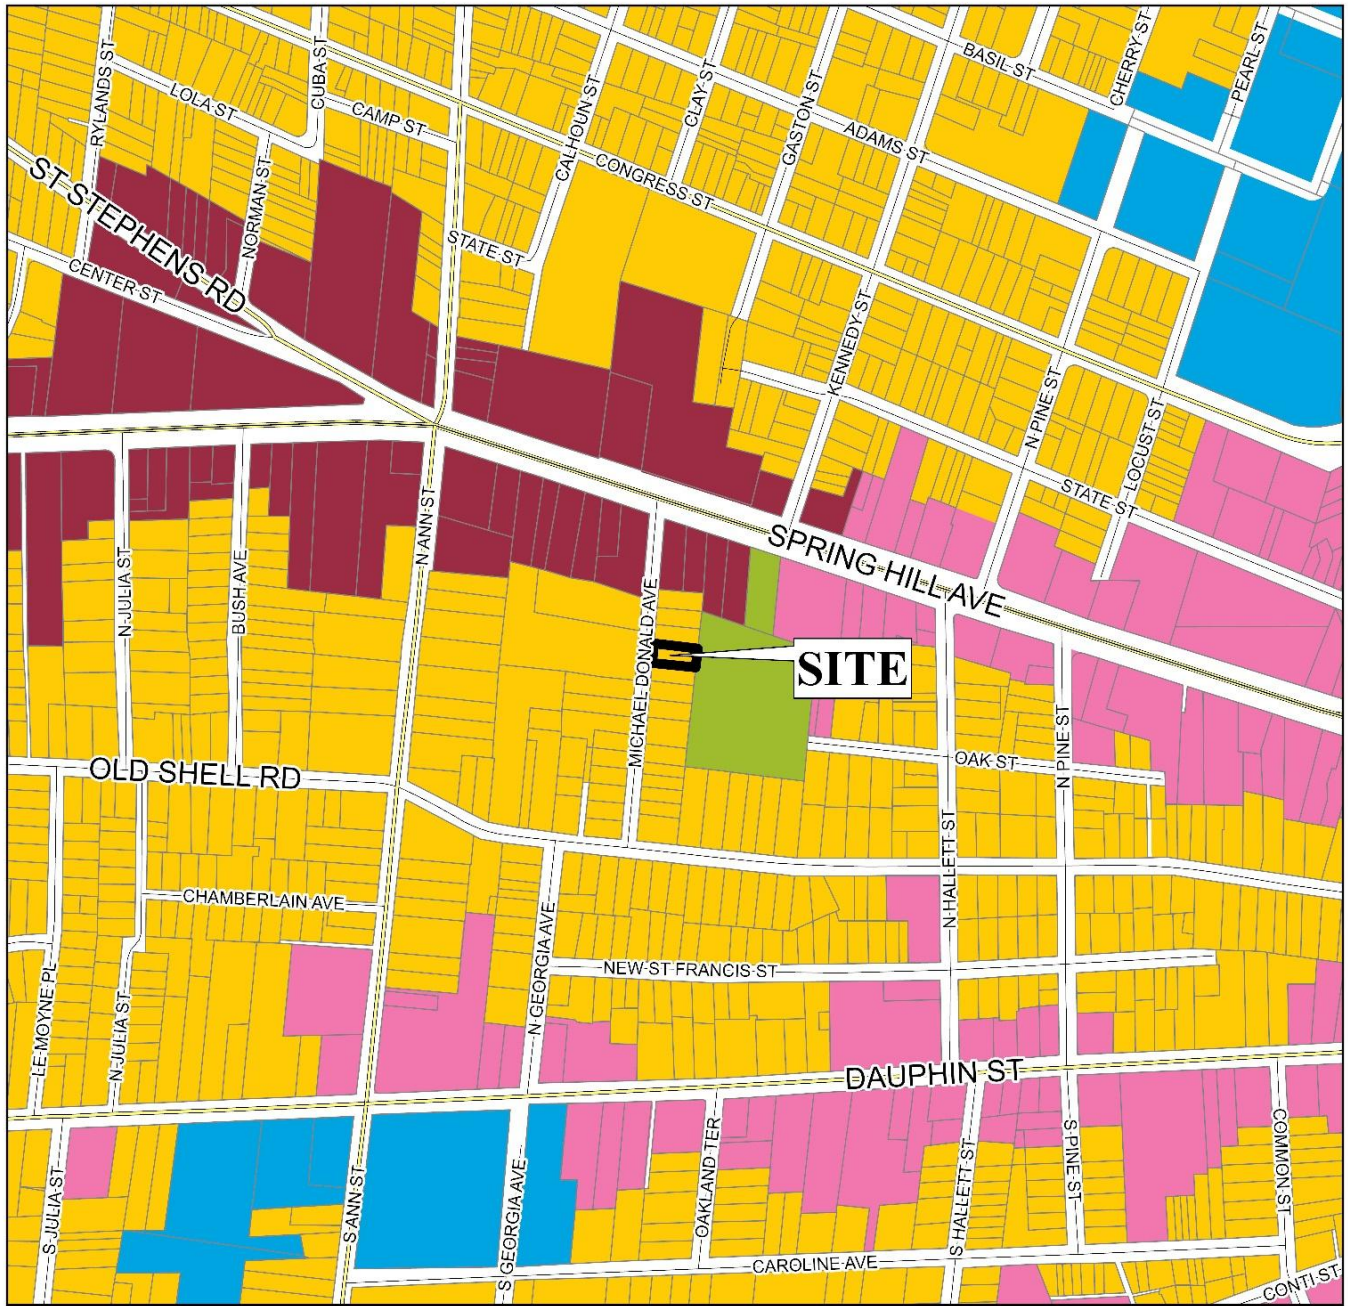 RYLANDS ST
CUBA ST
LOLA ST
CAMP ST
CALHOUN ST
CLAY ST
GASTON ST
BASIL ST
CHERRY ST
PEARL ST
ADAMS ST
CONGRESS ST
NORMAN ST
ST STEPHENS RD
CENTER ST
STATE ST
KENNEDY ST
N PINE ST
LOCUST ST
STATE ST
N ANN ST
N JULIA ST
BUSH AVE
SPRING HILL AVE
MICHAEL DONALD AVE
SITE
OLD SHELL RD
OAK ST
N PINE ST
N HALLETT ST
CHAMBERLAIN AVE
N GEORGIA AVE
NEW ST FRANCIS ST
LE MOYNE PL
N JULIA ST
DAUPHIN ST
S JULIA ST
S ANN ST
S GEORGIA AVE
OAKLAND TER
S HALLETT ST
S PINE ST
COMMON ST
CAROLINE AVE
CONTI ST